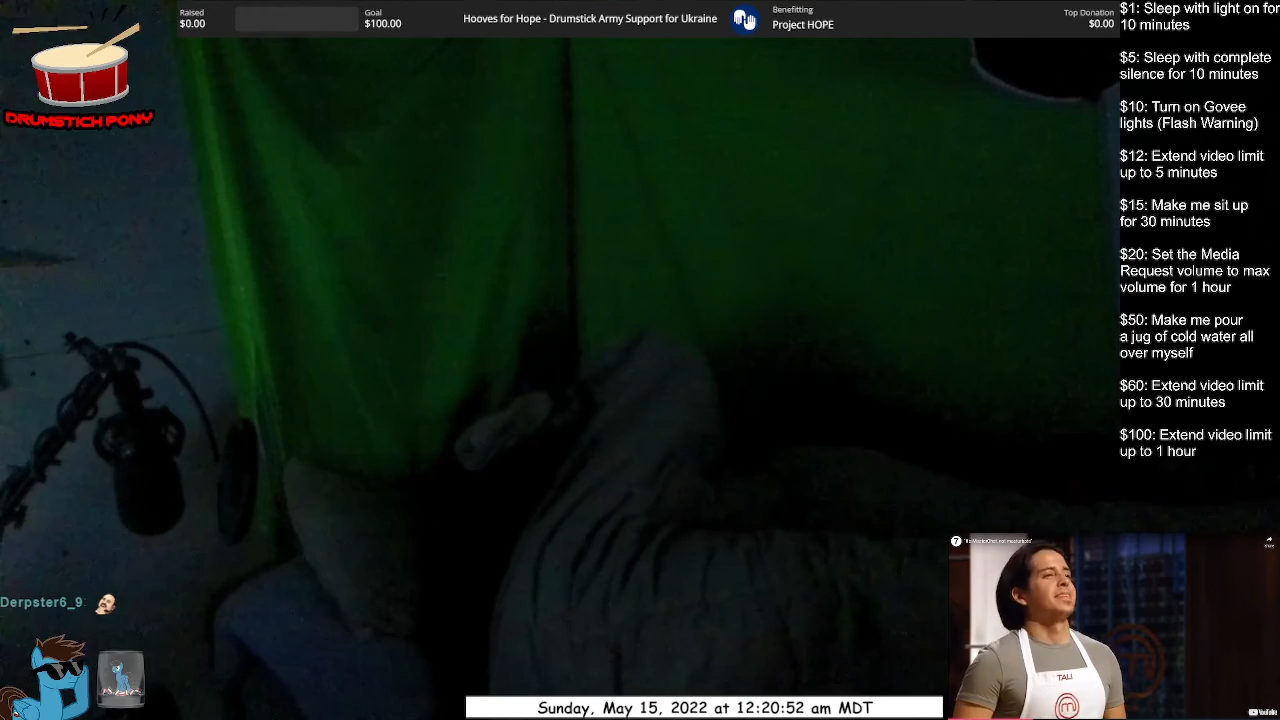 Raised
$0.00
Goal
$100.00
Hooves for Hope - Drumstick Army Support for Ukraine
Benefitting
Project HOPE
Top Donation
$0.00
DRUMSTICH PONY
$1: Sleep with light on for
10 minutes
$5: Sleep with complete
silence for 10 minutes
$10: Turn on Govee
lights (Flash Warning)
$12: Extend video limit
up to 5 minutes
$15: Make me sit up
for 30 minutes
$20: Set the Media
Request volume to max
volume for 1 hour
$50: Make me pour
a jug of cold water all
over myself
$60: Extend video limit
up to 30 minutes
$100: Extend video limit
up to 1 hour
7
TALI
YouTube
Derpster6_9
Sunday, May 15, 2022 at 12:20:52 am MDT